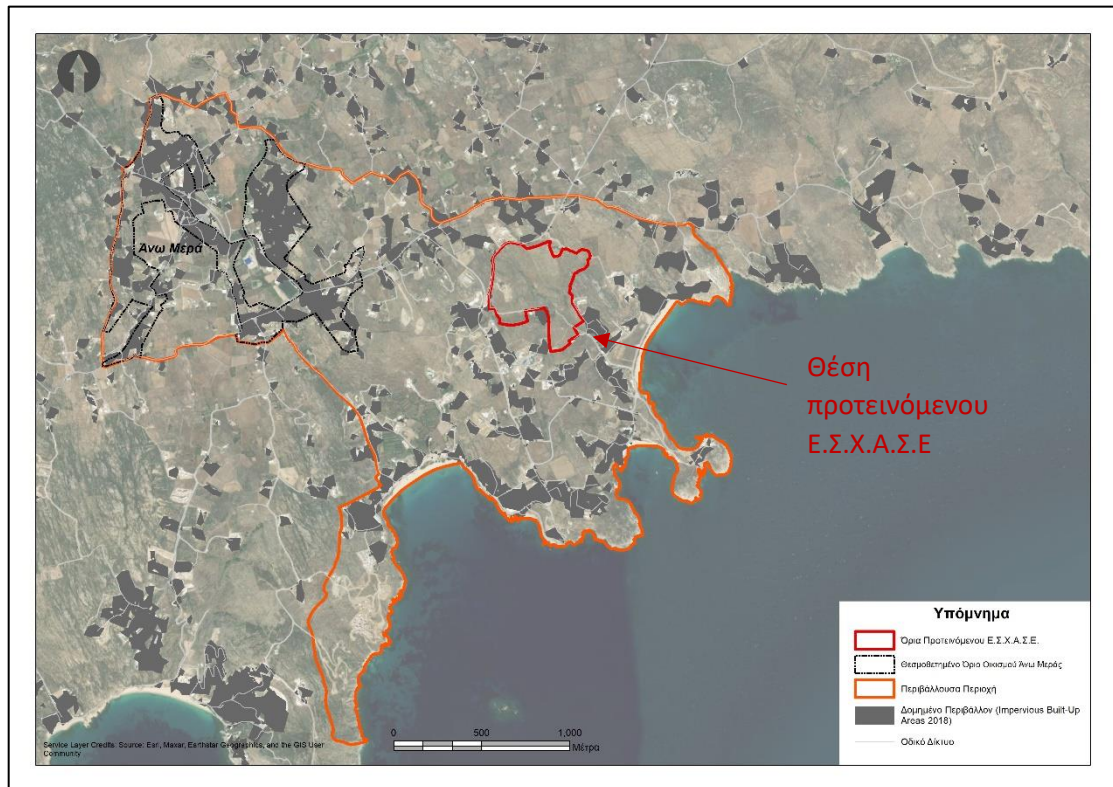 Άνω Μερά
Θέση
προτεινόμενου
Ε.Σ.Χ.Α.Σ.Ε
Υπόμνημα
Όρια Προτεινόμενου Ε.Σ.Χ.Α.Σ.Ε.
Θεσμοθετημένο Όριο Οικισμού Άνω Μεράς
Περιβάλλουσα Περιοχή
Δομημένο Περιβάλλον (Impervious Built-Up
Areas 2018)
Οδικό Δίκτυο
0 500 1,000
Μέτρα
Service Layer Credits: Source: Esri, Maxar, Earthstar Geographics, and the GIS User
Community